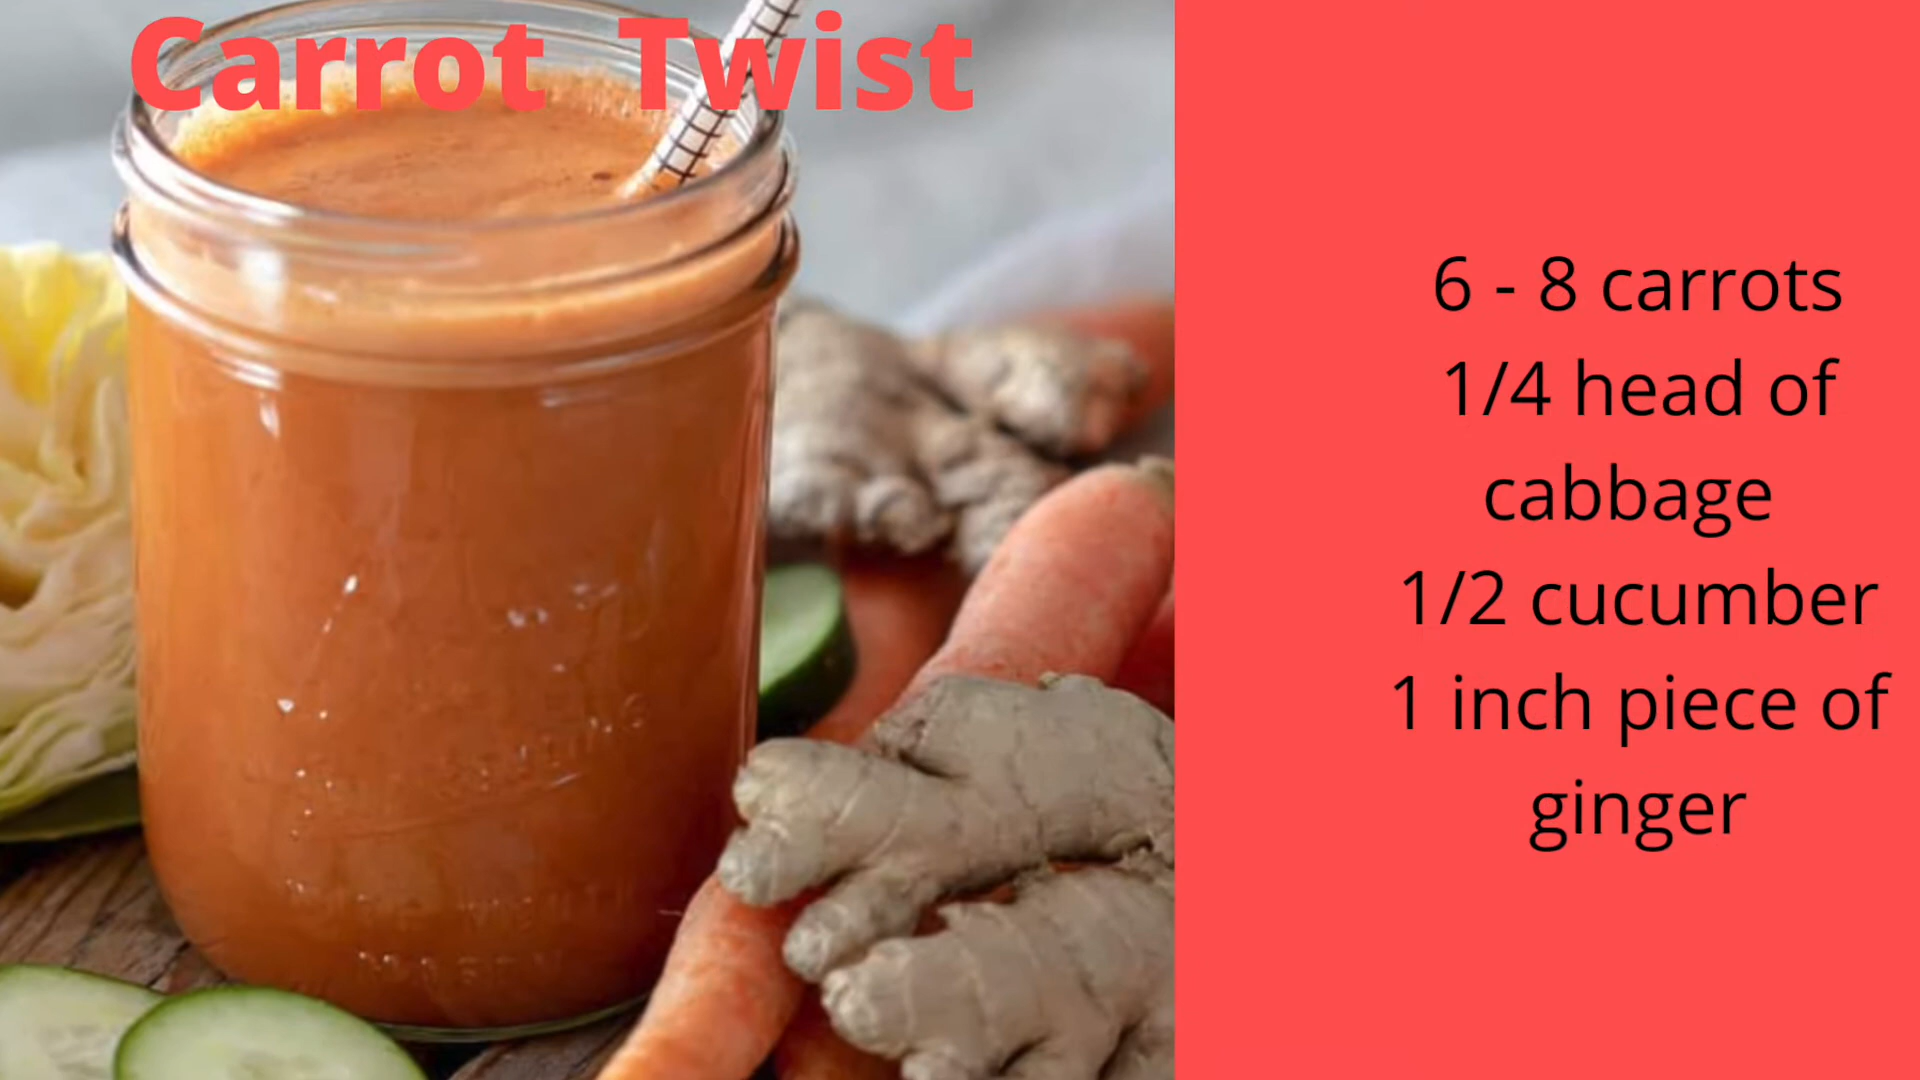 Carrot Twist
6 - 8 carrots
1/4 head of
cabbage
1/2 cucumber
1 inch piece of
ginger